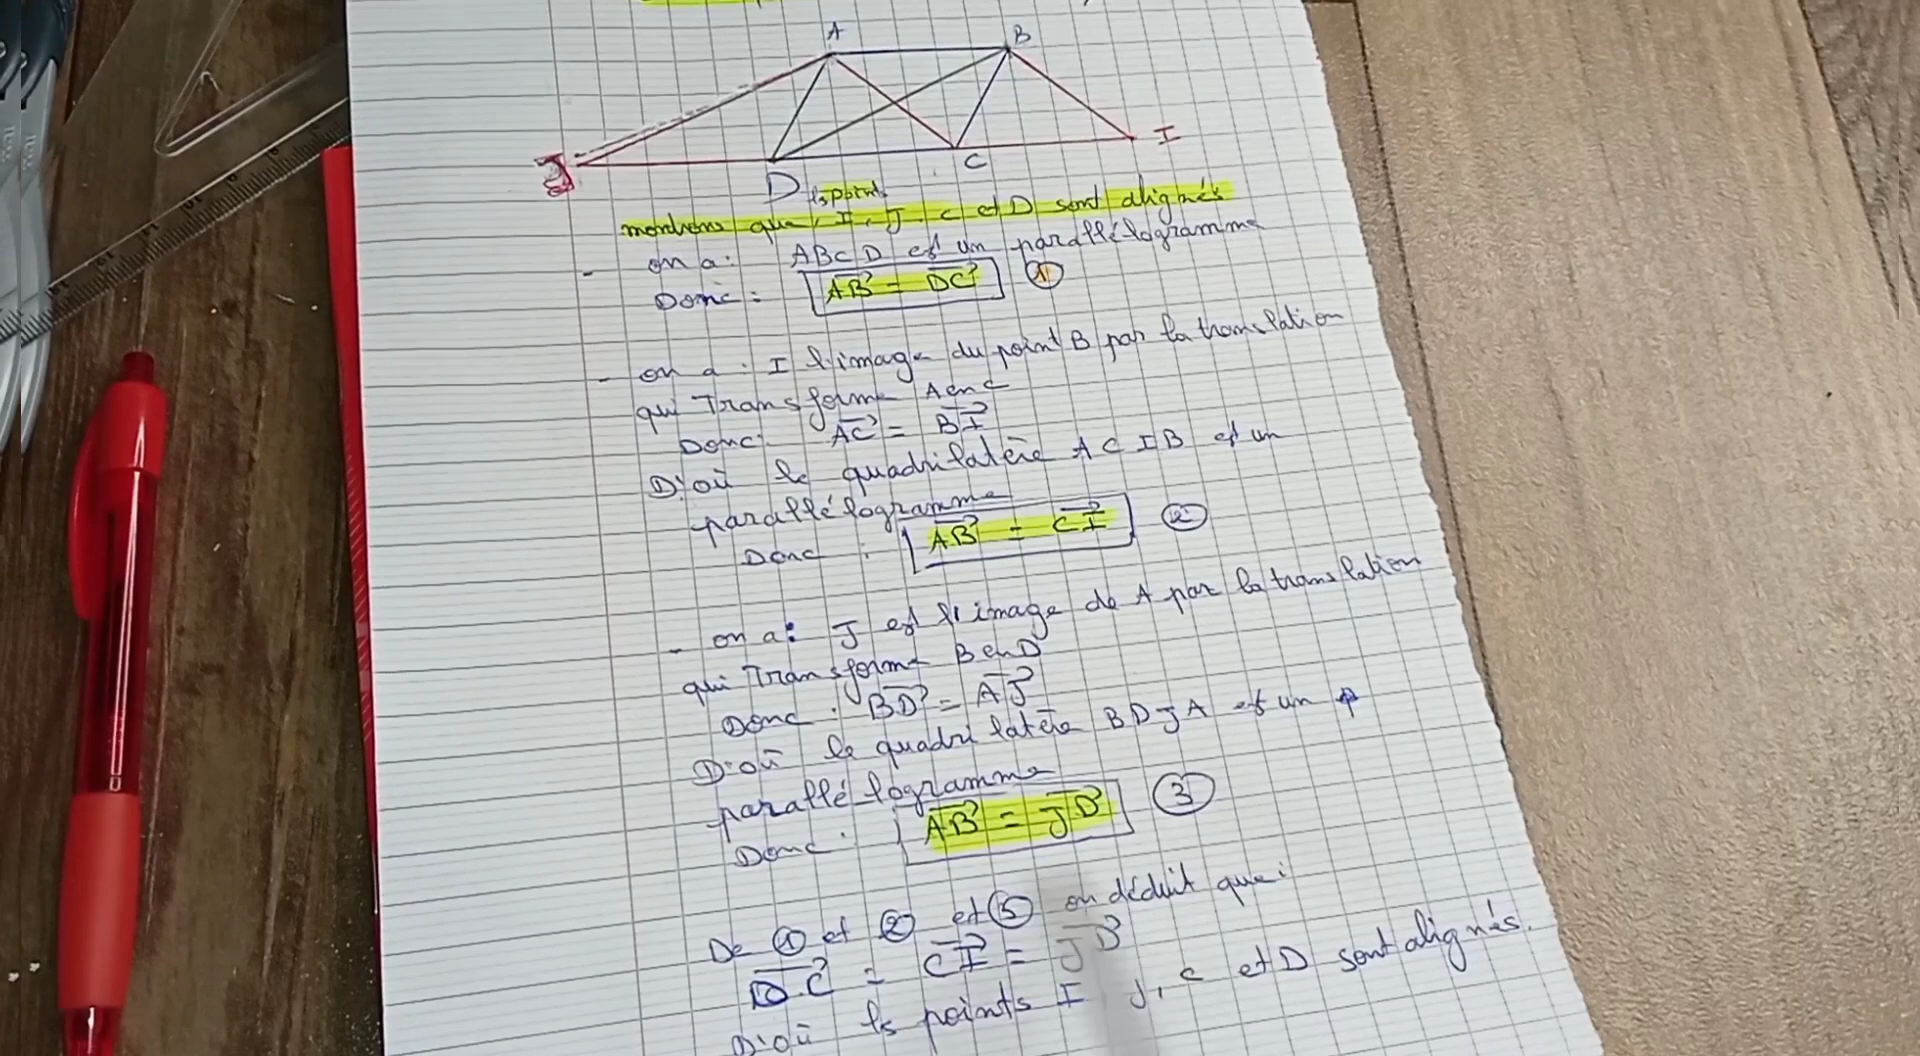 A B
J D C I
ls points
montrons que, I, J, C et D sont alignés
- on a: ABCD est un parallélogramme
Donc: AB = DC 1
- on a: I l'image du point B par la translation
qui Transforme A en C
Donc: AC = BI
D'où le quadrilatère ACIB est un
parallélogramme
Donc: AB = CI 2
- on a: J est l'image de A par la translation
qui Transforme B en D
Donc: BD = AJ
D'où le quadrilatère BDJA est un
parallélogramme
Donc: AB = JD 3
De 1 et 2 et 3 on déduit que:
DC = CI = JD
D'où ls points I J, C et D sont alignés.